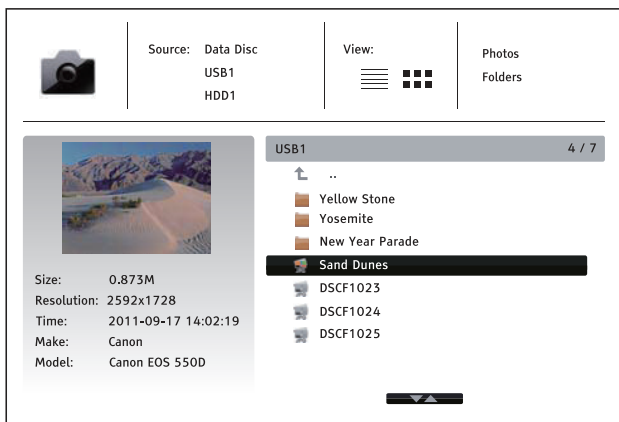 Source: Data Disc
USB1
HDD1
View:
Photos
Folders
USB1 4 / 7
..
Yellow Stone
Yosemite
New Year Parade
Sand Dunes
DSCF1023
DSCF1024
DSCF1025
Size: 0.873M
Resolution: 2592x1728
Time: 2011-09-17 14:02:19
Make: Canon
Model: Canon EOS 550D